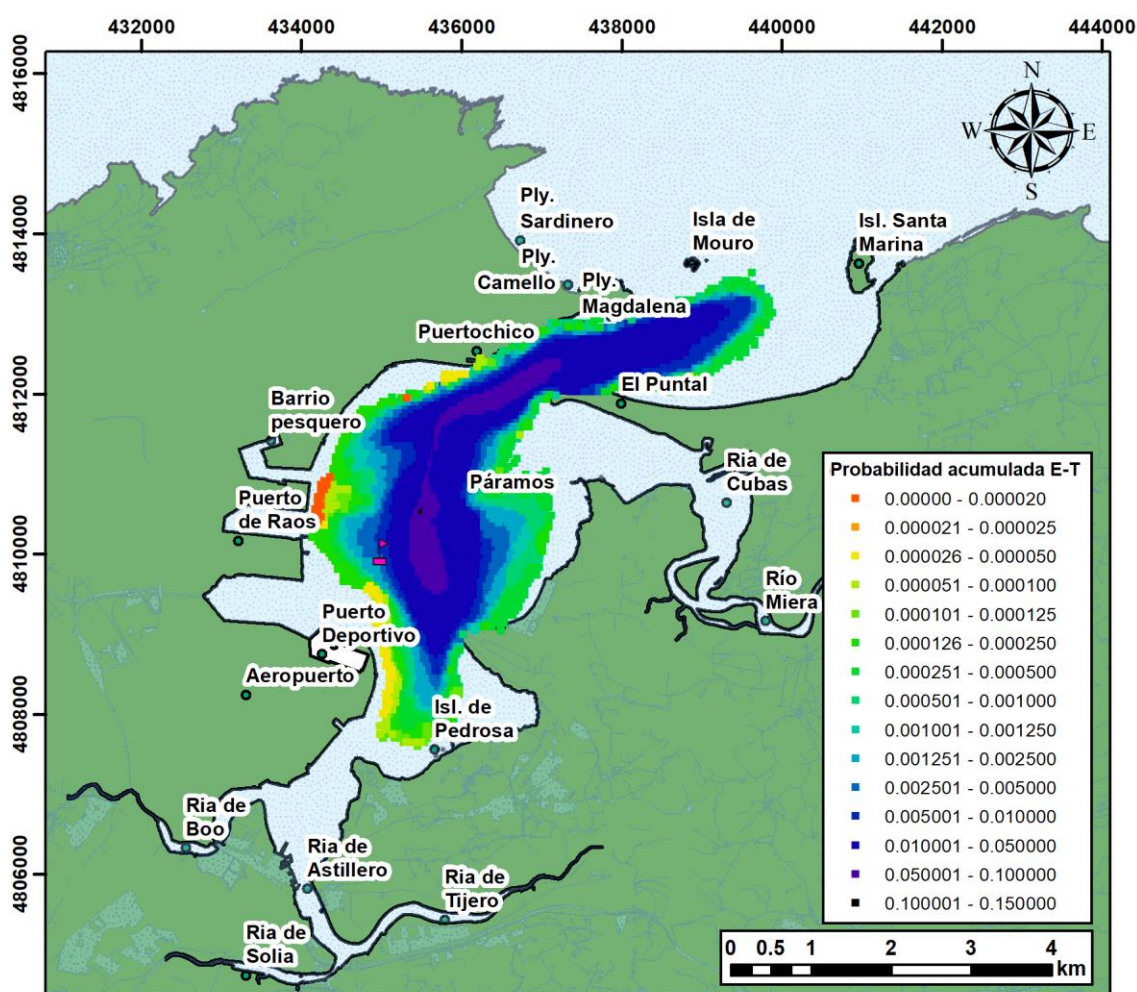 432000 434000 436000 438000 440000 442000 444000
4816000
4814000
4812000
4810000
4808000
4806000
N
W E
S
Ply.
Sardinero
Isla de
Mouro
Isl. Santa
Marina
Ply.
Camello
Ply.
Magdalena
Puertochico
El Puntal
Barrio
pesquero
Páramos
Ria de
Cubas
Puerto
de Raos
Río
Miera
Puerto
Deportivo
Aeropuerto
Isl. de
Pedrosa
Ria de
Boo
Ria de
Astillero
Ria de
Tijero
Ria de
Solia
Probabilidad acumulada E-T
0.00000 - 0.000020
0.000021 - 0.000025
0.000026 - 0.000050
0.000051 - 0.000100
0.000101 - 0.000125
0.000126 - 0.000250
0.000251 - 0.000500
0.000501 - 0.001000
0.001001 - 0.001250
0.001251 - 0.002500
0.002501 - 0.005000
0.005001 - 0.010000
0.010001 - 0.050000
0.050001 - 0.100000
0.100001 - 0.150000
0 0.5 1 2 3 4
km